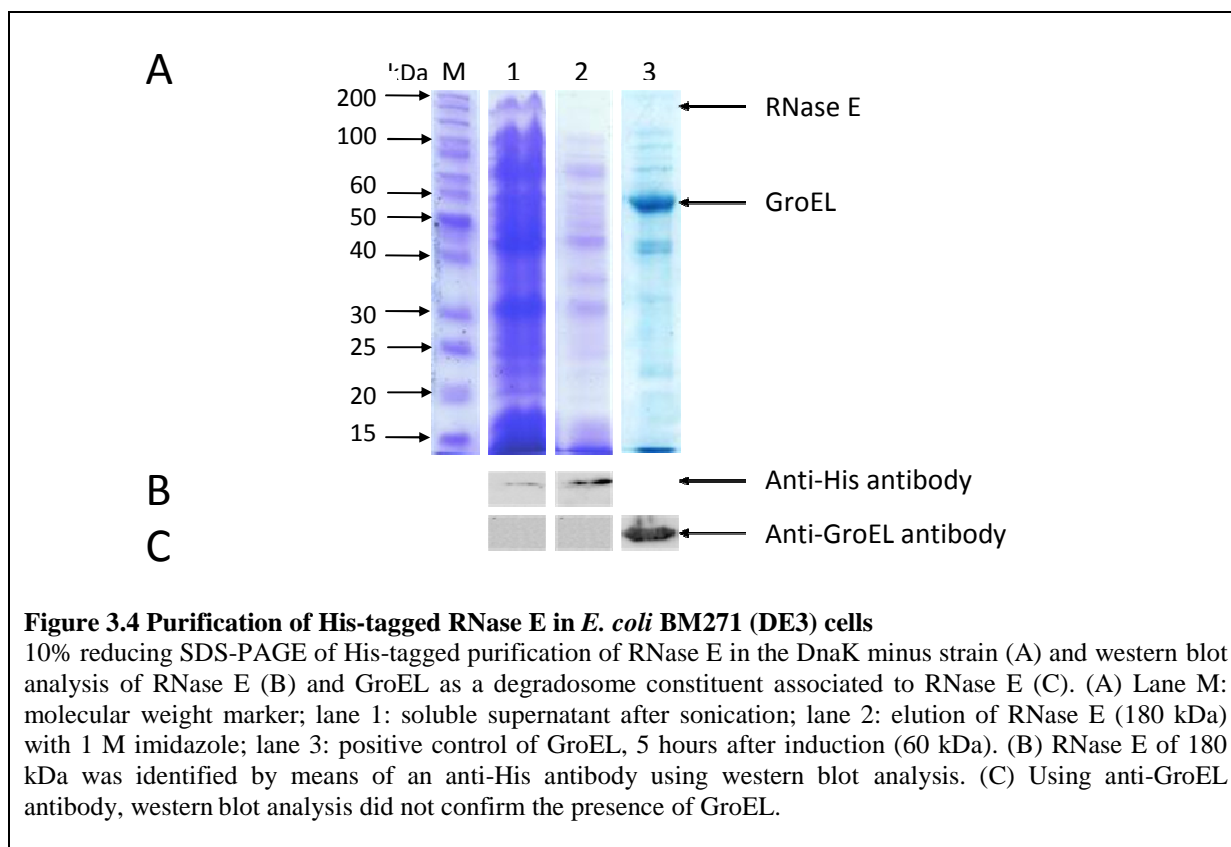 A
kDa M 1 2 3
200
RNase E
100
60
GroEL
50
40
30
25
20
15
B
Anti-His antibody
C
Anti-GroEL antibody
Figure 3.4 Purification of His-tagged RNase E in E. coli BM271 (DE3) cells
10% reducing SDS-PAGE of His-tagged purification of RNase E in the DnaK minus strain (A) and western blot
analysis of RNase E (B) and GroEL as a degradosome constituent associated to RNase E (C). (A) Lane M:
molecular weight marker; lane 1: soluble supernatant after sonication; lane 2: elution of RNase E (180 kDa)
with 1 M imidazole; lane 3: positive control of GroEL, 5 hours after induction (60 kDa). (B) RNase E of 180
kDa was identified by means of an anti-His antibody using western blot analysis. (C) Using anti-GroEL
antibody, western blot analysis did not confirm the presence of GroEL.